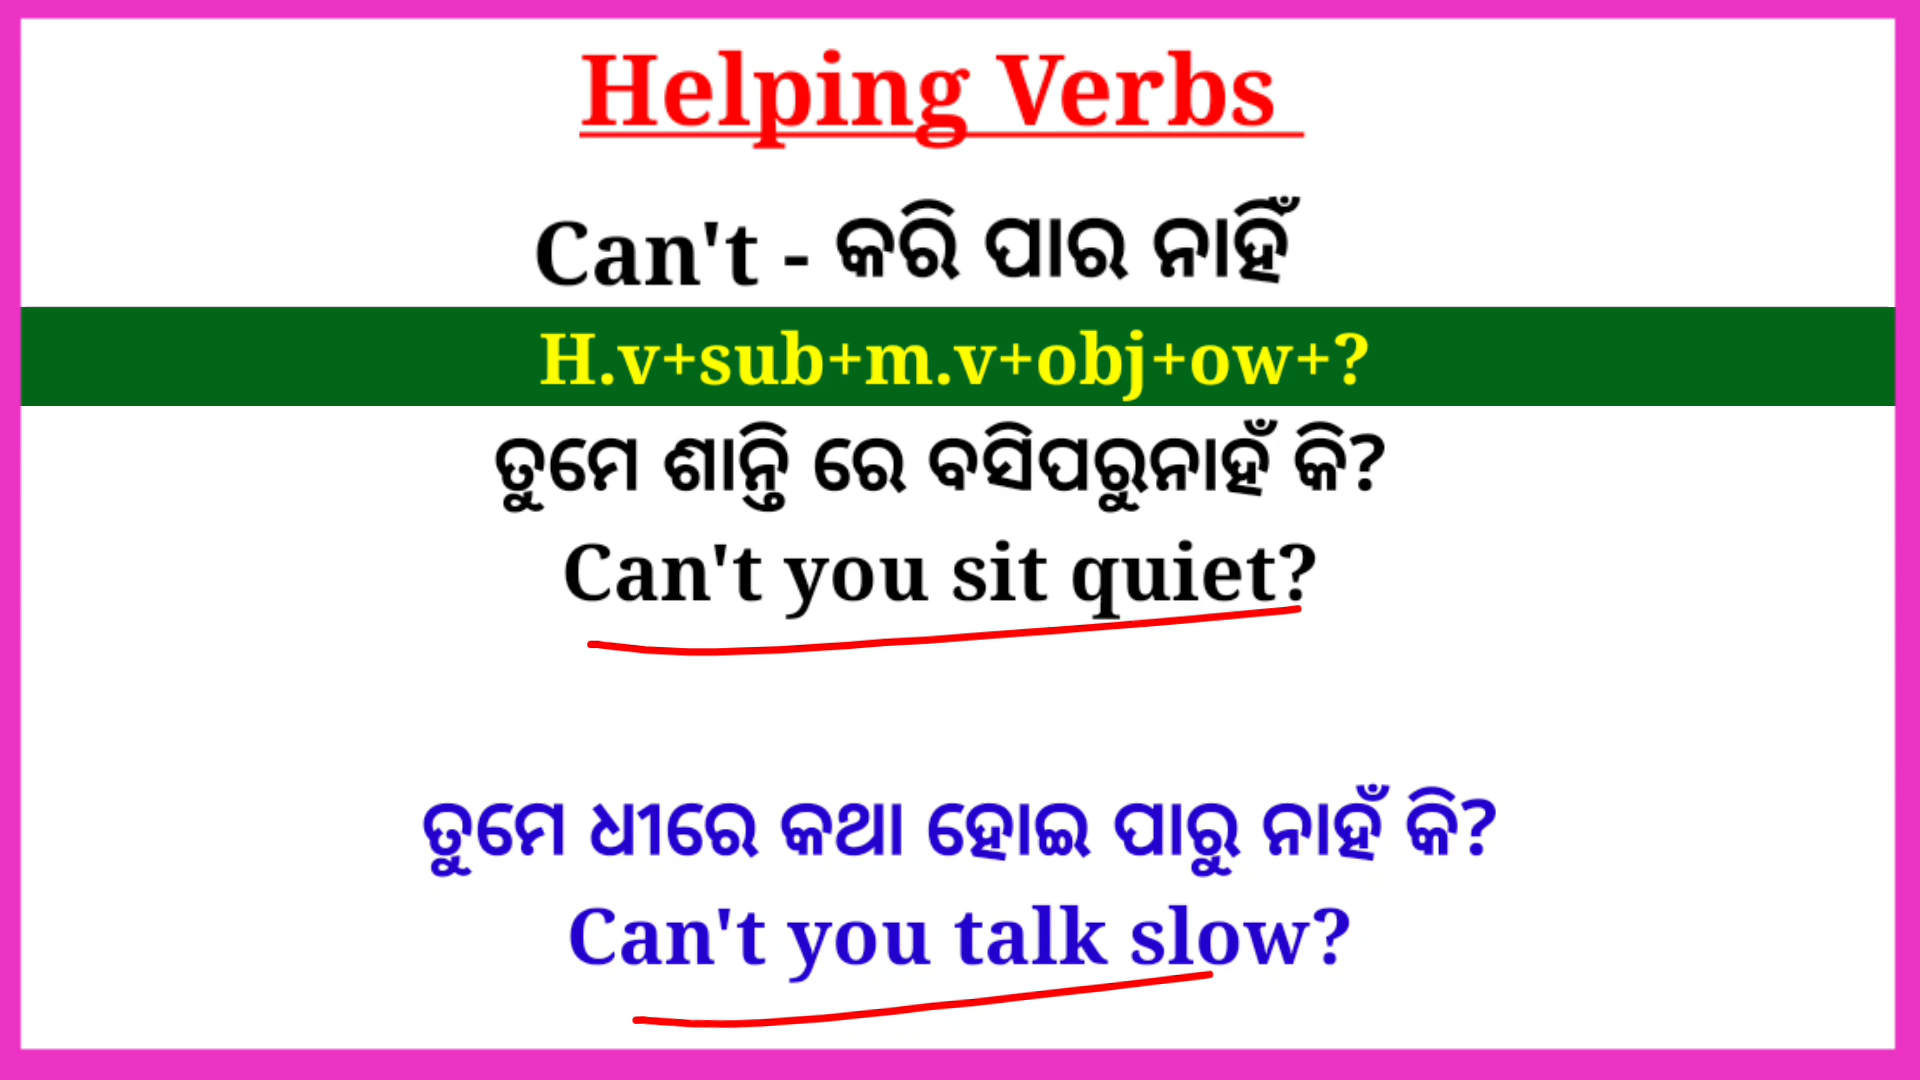 Helping Verbs
Can't - କରି ପାର ନାହିଁ
H.v+sub+m.v+obj+ow+?
ତୁମେ ଶାନ୍ତି ରେ ବସିପରୁନାହଁ କି?
Can't you sit quiet?
ତୁମେ ଧୀରେ କଥା ହୋଇ ପାରୁ ନାହଁ କି?
Can't you talk slow?